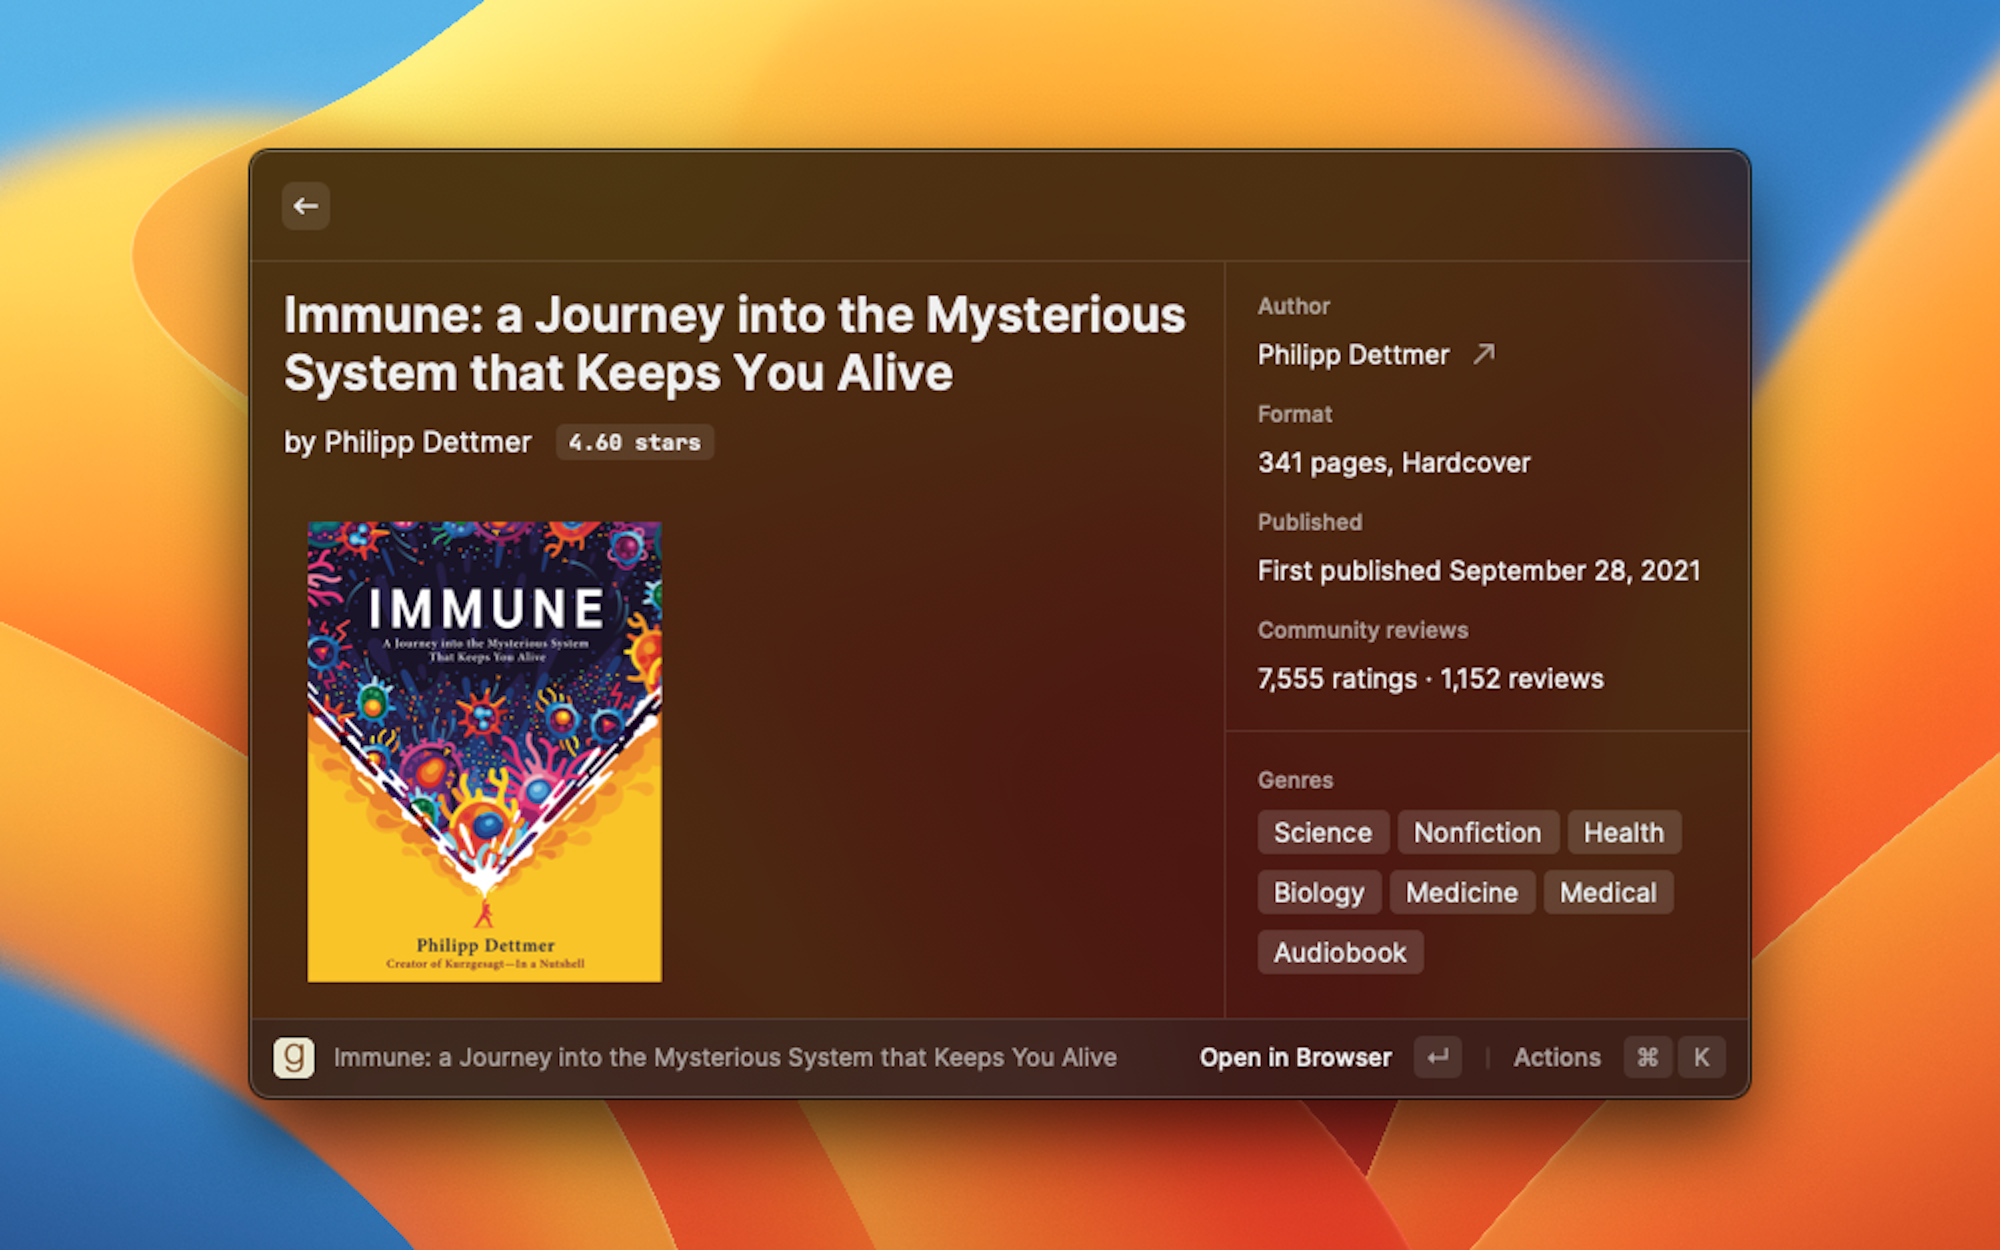 Immune: a Journey into the Mysterious
System that Keeps You Alive
by Philipp Dettmer 4.60 stars
IMMUNE
A Journey into the Mysterious System
That Keeps You Alive
Philipp Dettmer
Creator of Kurzgesagt—In a Nutshell
Author
Philipp Dettmer
Format
341 pages, Hardcover
Published
First published September 28, 2021
Community reviews
7,555 ratings · 1,152 reviews
Genres
Science Nonfiction Health
Biology Medicine Medical
Audiobook
g Immune: a Journey into the Mysterious System that Keeps You Alive Open in Browser ↵ | Actions ⌘ K